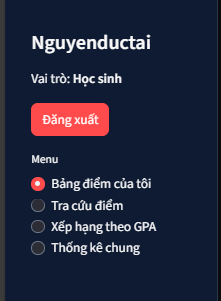 Nguyenductai
Vai trò: Học sinh
Đăng xuất
Menu
Bảng điểm của tôi
Tra cứu điểm
Xếp hạng theo GPA
Thống kê chung